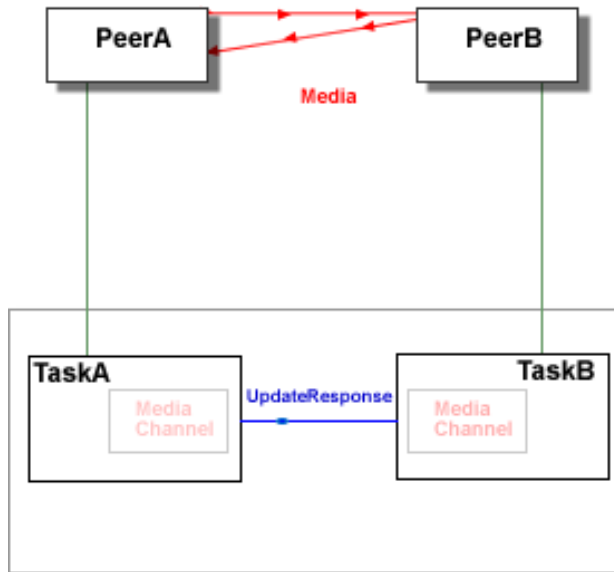 PeerA
PeerB
Media
TaskA
TaskB
UpdateResponse
Media
Channel
Media
Channel